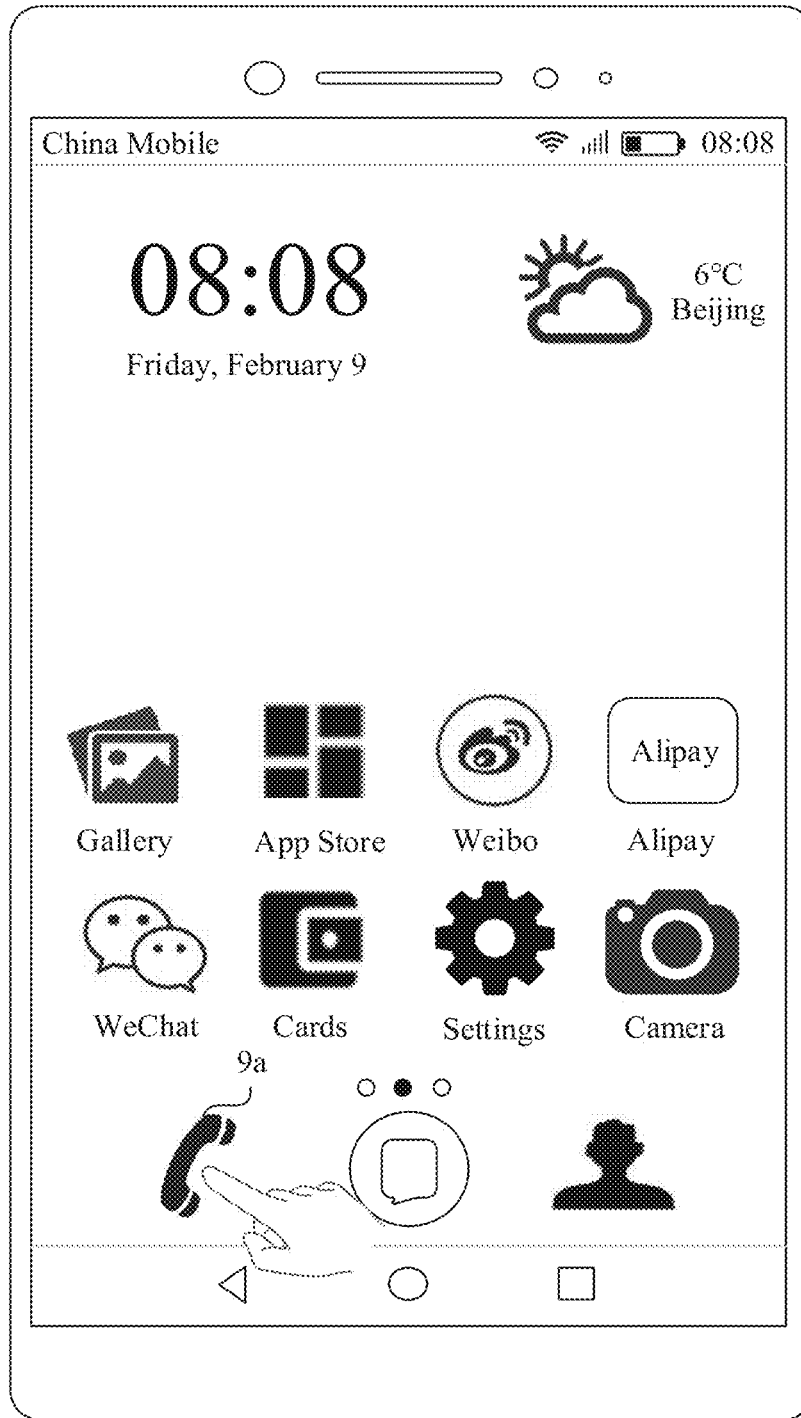 China Mobile 08:08
08:08
6°C
Beijing
Friday, February 9
Alipay
Gallery App Store Weibo Alipay
WeChat Cards Settings Camera
9a